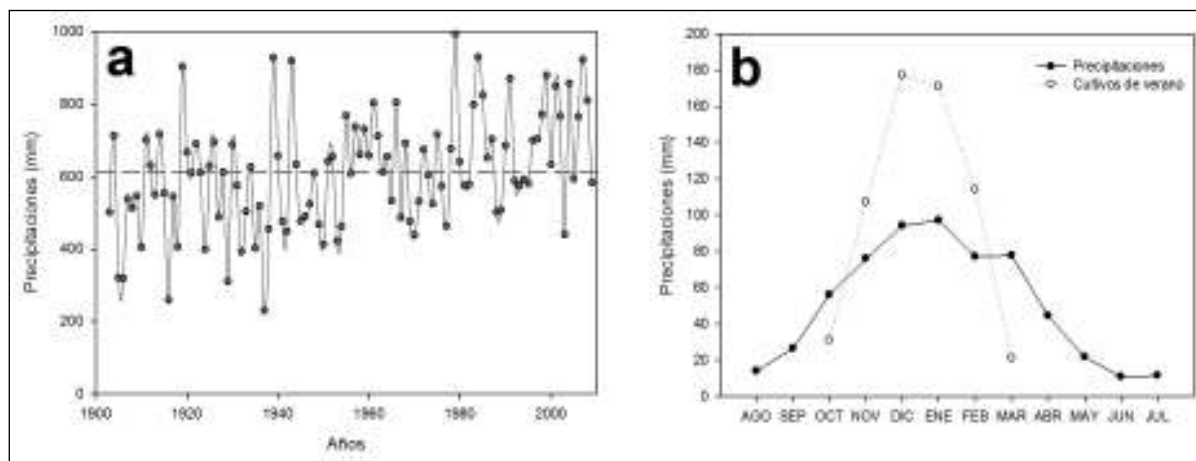 a
Precipitaciones (mm)
1000
800
600
400
200
0
1900
1920
1940
1960
1980
2000
Años
b
Precipitaciones (mm)
200
180
160
140
120
100
80
60
40
20
0
Precipitaciones
Cultivos de verano
AGO SEP OCT NOV DIC ENE FEB MAR ABR MAY JUN JUL